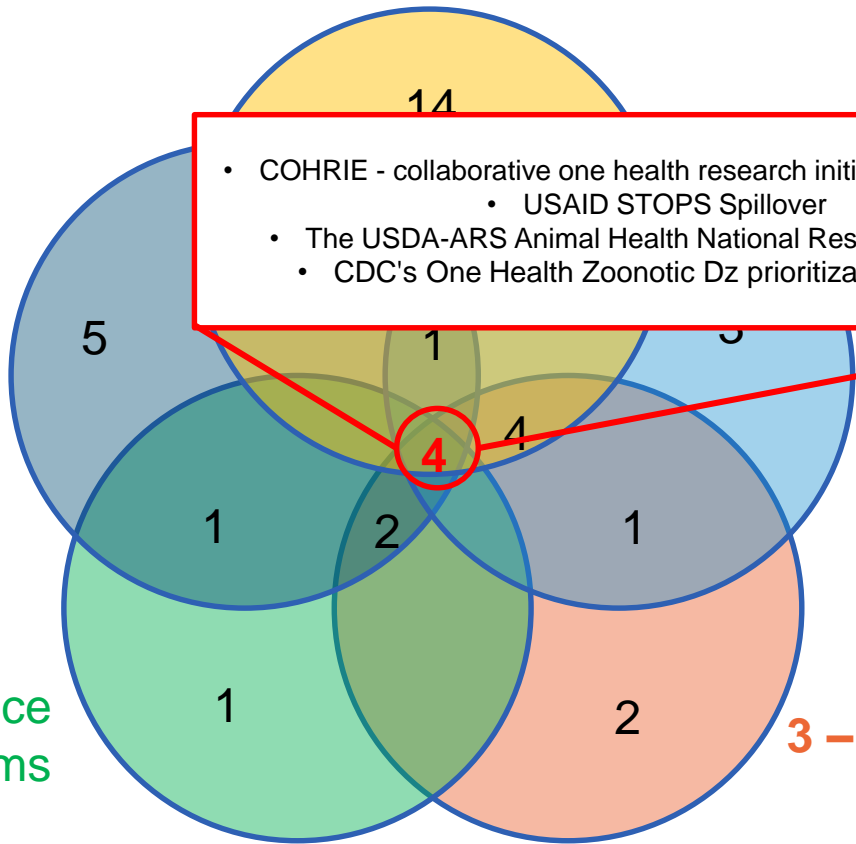 14
• COHRIE - collaborative one health research initi
• USAID STOPS Spillover
• The USDA-ARS Animal Health National Res
• CDC's One Health Zoonotic Dz prioritiza
5
1
4
4
1
2
1
1
2
ce
ms
3 –